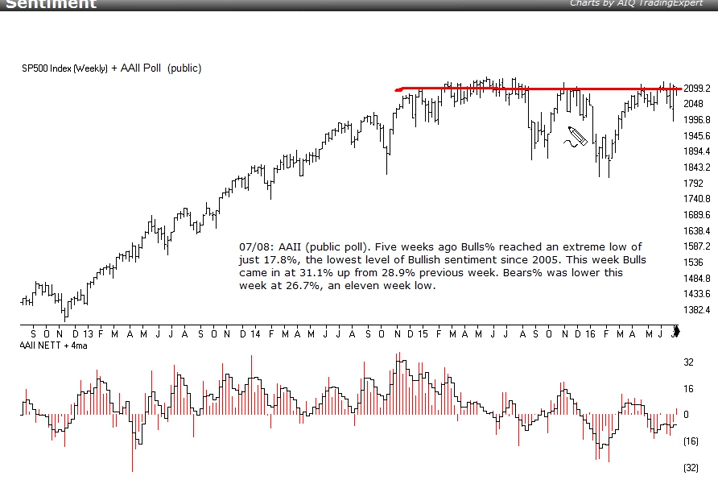 Sentiment
Charts by AIQ TradingExpert
SP500 Index (Weekly) + AAII Poll (public)
2099.2
2048
1996.8
1945.6
1894.4
1843.2
1792
1740.8
1689.6
1638.4
1587.2
1536
1484.8
1433.6
1382.4
07/08: AAII (public poll). Five weeks ago Bulls% reached an extreme low of
just 17.8%, the lowest level of Bullish sentiment since 2005. This week Bulls
came in at 31.1% up from 28.9% previous week. Bears% was lower this
week at 26.7%, an eleven week low.
S O N D 13 F M A M J J A S O N D 14 F M A M J J A S O N D 15 F M A M J J A S O N D 16 F M A M J J
AAII NETT + 4ma
32
16
0
(16)
(32)